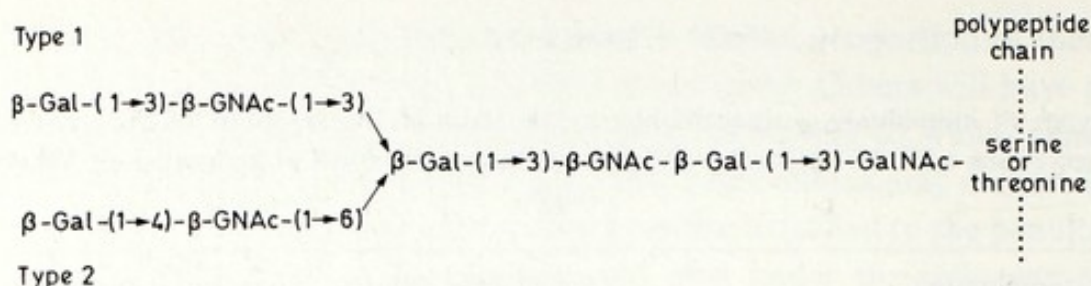 Type 1
polypeptide
chain
β-Gal-(1→3)-β-GNAc-(1→3)
β-Gal-(1→3)-β-GNAc-β-Gal-(1→3)-GalNAc-
serine
or
threonine
β-Gal-(1→4)-β-GNAc-(1→6)
Type 2